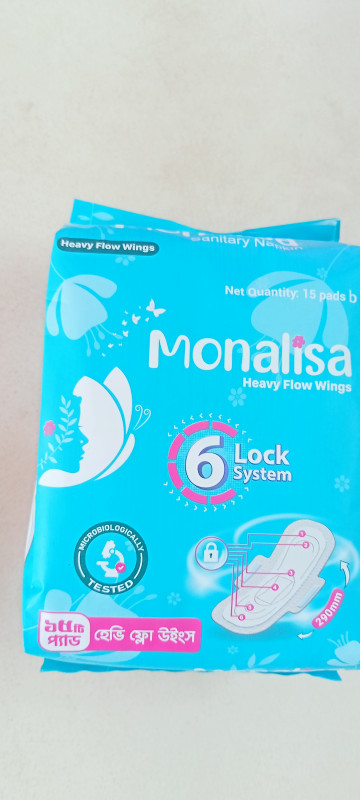 Heavy Flow Wings
Sanitary Napkin
Net Quantity: 15 pads b
Monalisa
Heavy Flow Wings
6 Lock
System
MICROBIOLOGICALLY
TESTED
290mm
১৫টি
প্যাড
হেভি ফ্লো উইংস